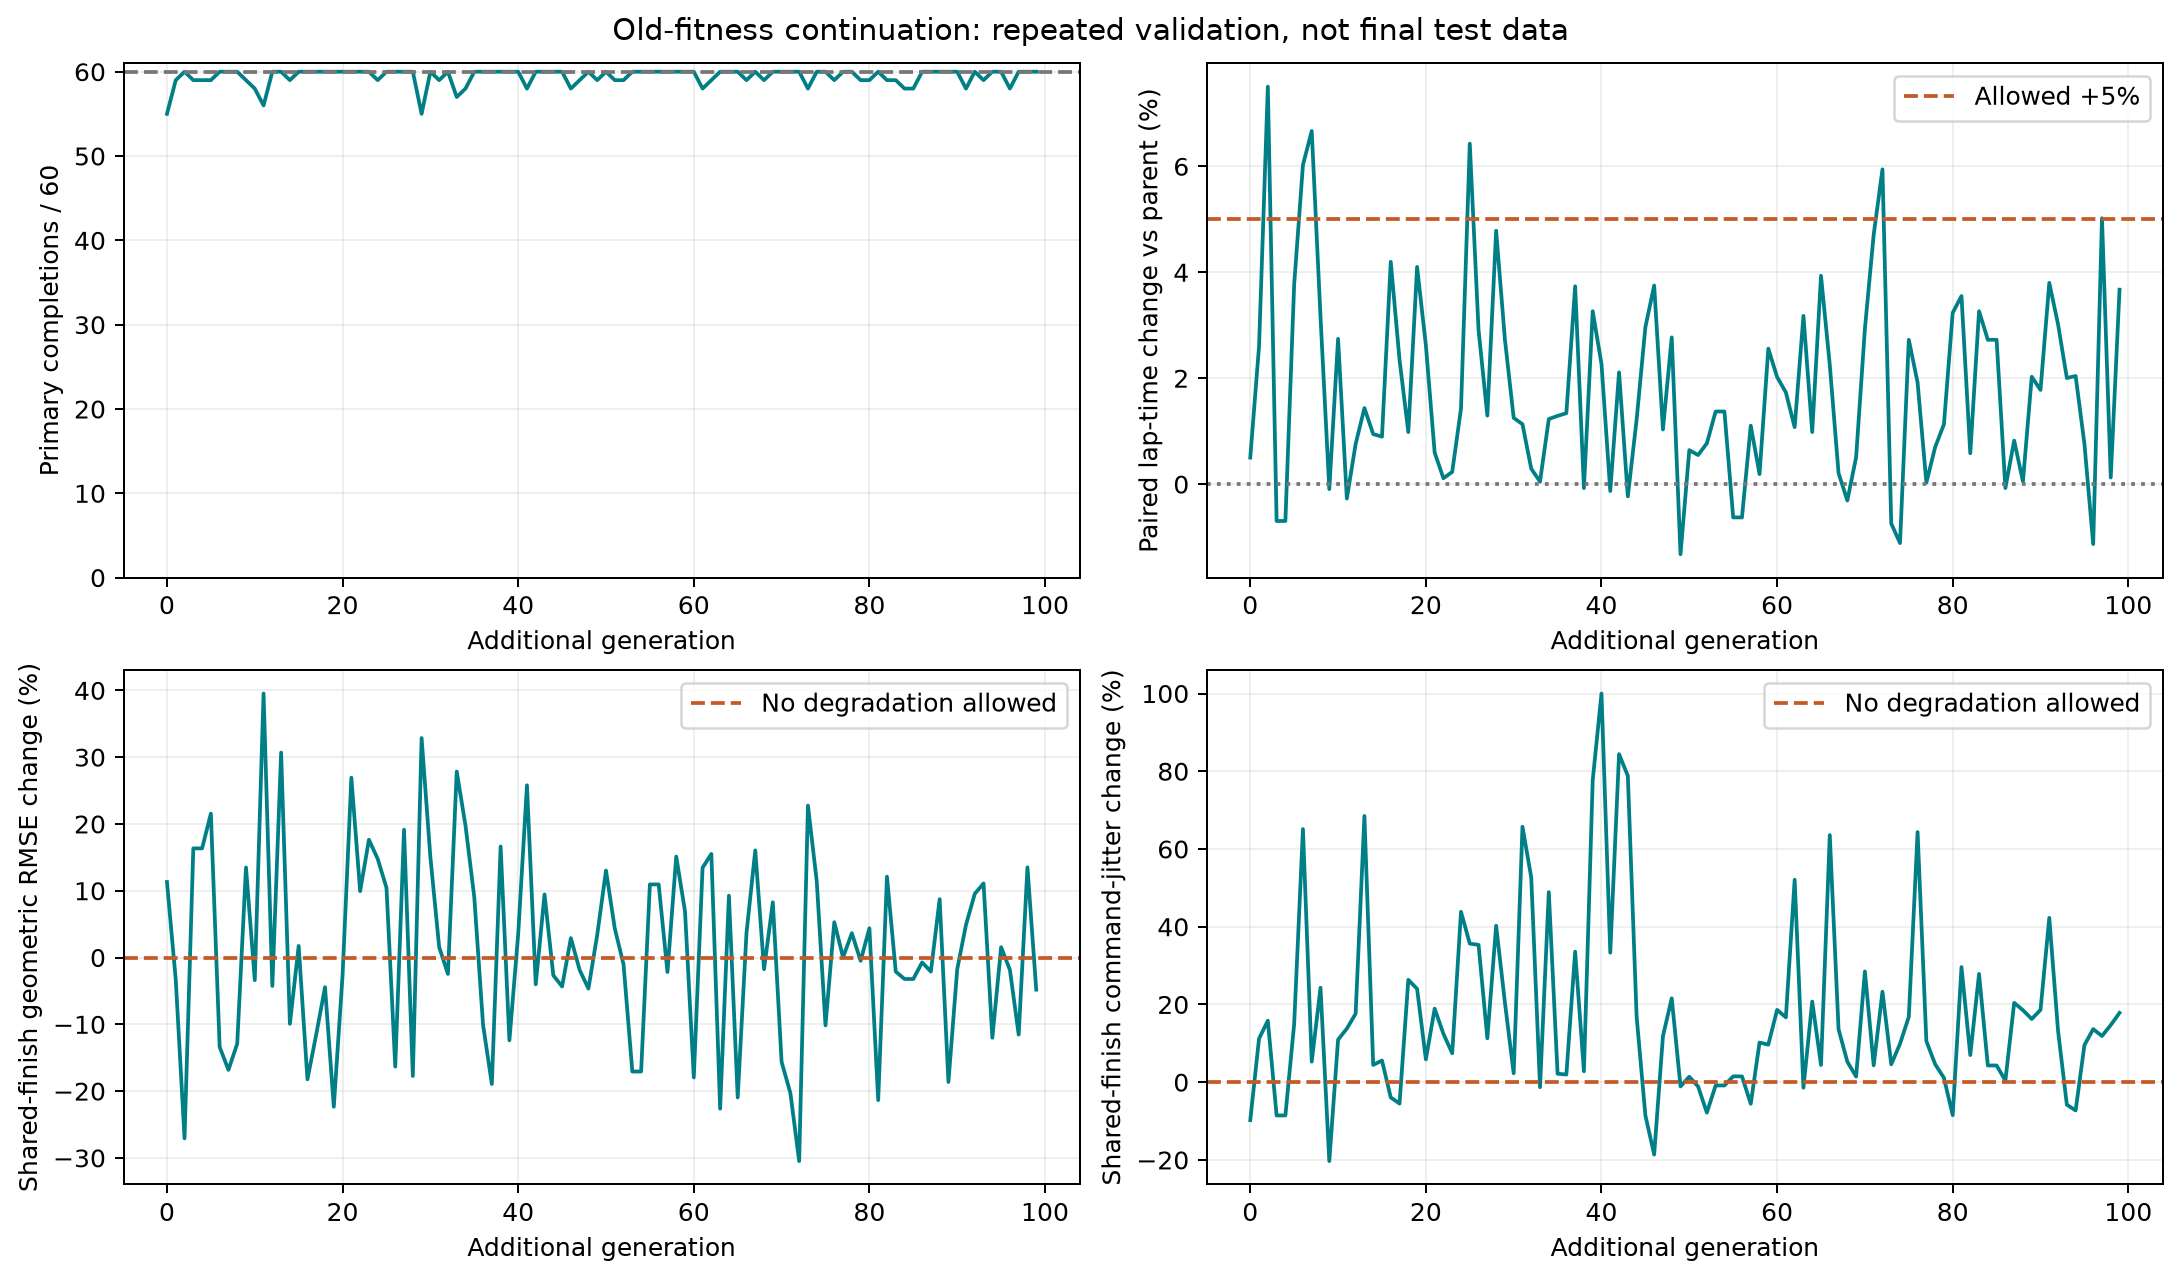 Old-fitness continuation: repeated validation, not final test data
Primary completions / 60
60
50
40
30
20
10
0
0 20 40 60 80 100
Additional generation
Paired lap-time change vs parent (%)
Allowed +5%
6
4
2
0
0 20 40 60 80 100
Additional generation
Shared-finish geometric RMSE change (%)
No degradation allowed
40
30
20
10
0
−10
−20
−30
0 20 40 60 80 100
Additional generation
Shared-finish command-jitter change (%)
No degradation allowed
100
80
60
40
20
0
−20
0 20 40 60 80 100
Additional generation